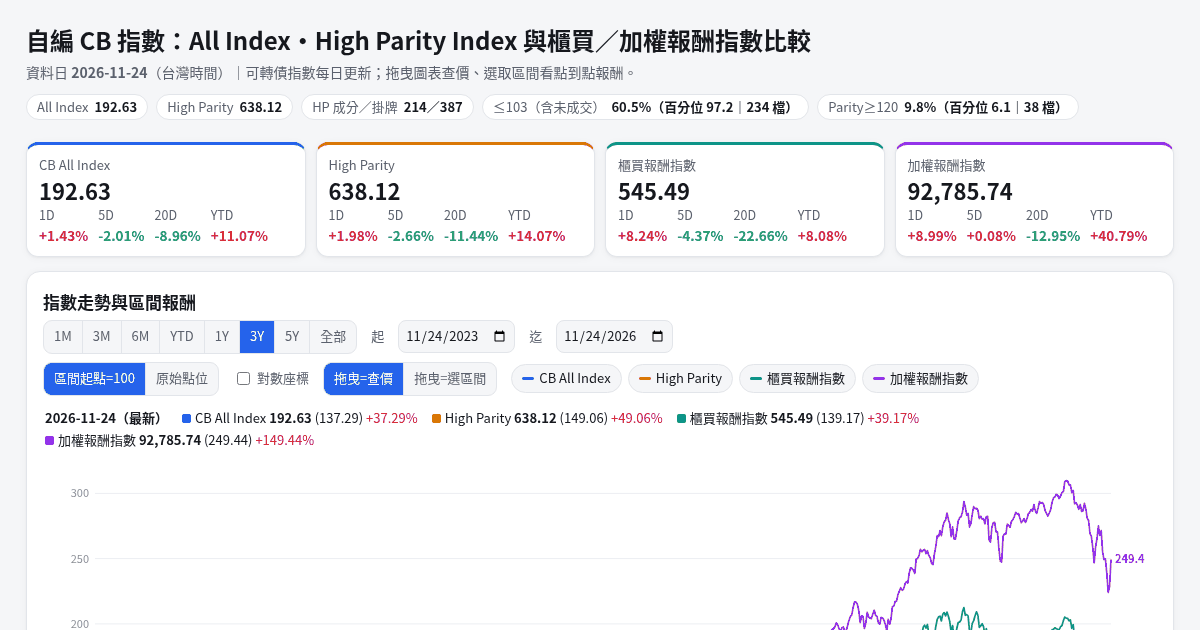 自編 CB 指數：All Index・High Parity Index 與櫃買／加權報酬指數比較
資料日 2026-11-24（台灣時間）｜可轉債指數每日更新；拖曳圖表查價、選取區間看點到點報酬。
All Index 192.63 High Parity 638.12 HP 成分／掛牌 214／387 ≤103（含未成交） 60.5%（百分位 97.2｜234 檔） Parity≥120 9.8%（百分位 6.1｜38 檔）
CB All Index High Parity 櫃買報酬指數 加權報酬指數
192.63 638.12 545.49 92,785.74
1D 5D 20D YTD 1D 5D 20D YTD 1D 5D 20D YTD 1D 5D 20D YTD
+1.43% -2.01% -8.96% +11.07% +1.98% -2.66% -11.44% +14.07% +8.24% -4.37% -22.66% +8.08% +8.99% +0.08% -12.95% +40.79%
指數走勢與區間報酬
1M 3M 6M YTD 1Y 3Y 5Y 全部 起 11/24/2023 迄 11/24/2026
區間起點=100 原始點位 對數座標 拖曳=查價 拖曳=選區間 CB All Index High Parity 櫃買報酬指數 加權報酬指數
2026-11-24（最新） CB All Index 192.63 (137.29) +37.29% High Parity 638.12 (149.06) +49.06% 櫃買報酬指數 545.49 (139.17) +39.17%
加權報酬指數 92,785.74 (249.44) +149.44%
300
250
249.4
200